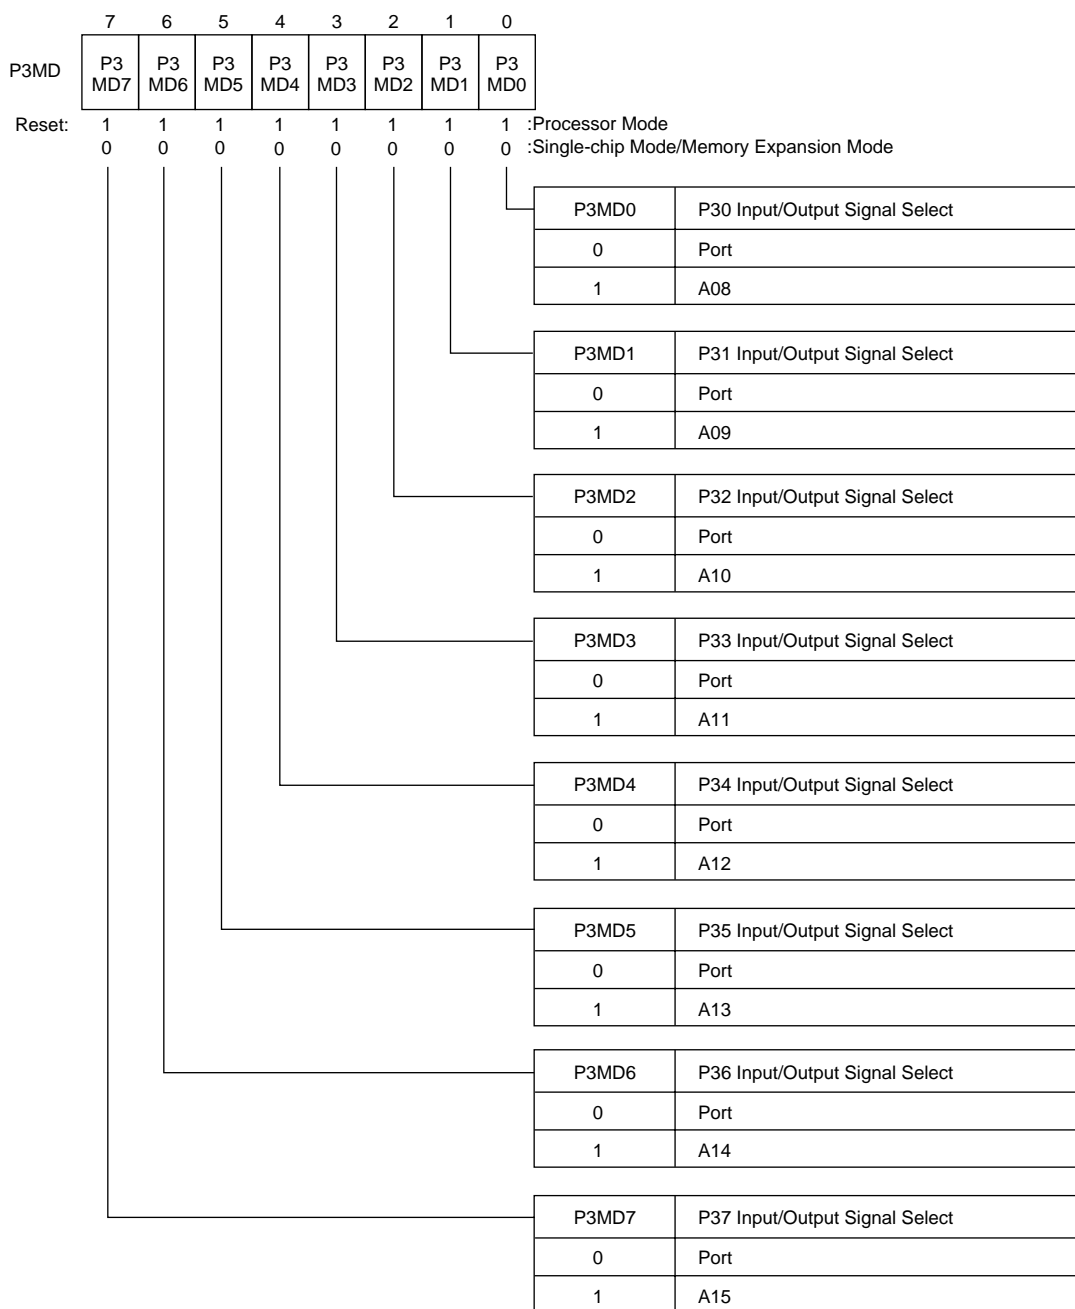 7 6 5 4 3 2 1 0
P3MD P3 MD7 P3 MD6 P3 MD5 P3 MD4 P3 MD3 P3 MD2 P3 MD1 P3 MD0
Reset: 1 1 1 1 1 1 1 1 :Processor Mode
0 0 0 0 0 0 0 0 :Single-chip Mode/Memory Expansion Mode
P3MD0 P30 Input/Output Signal Select
0 Port
1 A08
P3MD1 P31 Input/Output Signal Select
0 Port
1 A09
P3MD2 P32 Input/Output Signal Select
0 Port
1 A10
P3MD3 P33 Input/Output Signal Select
0 Port
1 A11
P3MD4 P34 Input/Output Signal Select
0 Port
1 A12
P3MD5 P35 Input/Output Signal Select
0 Port
1 A13
P3MD6 P36 Input/Output Signal Select
0 Port
1 A14
P3MD7 P37 Input/Output Signal Select
0 Port
1 A15